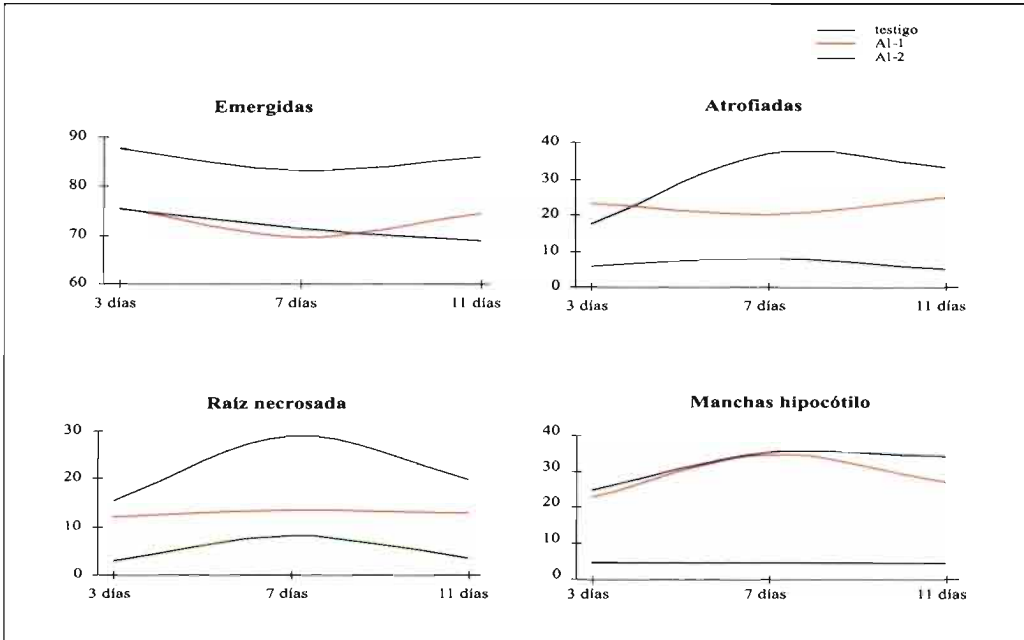 testigo
A1-1
A1-2
Emergidas
90
80
70
60
3 días
7 días
11 días
Atrofiadas
40
30
20
10
0
3 días
7 días
11 días
Raíz necrosada
30
20
10
0
3 días
7 días
11 días
Manchas hipocótilo
40
30
20
10
0
3 días
7 días
11 días